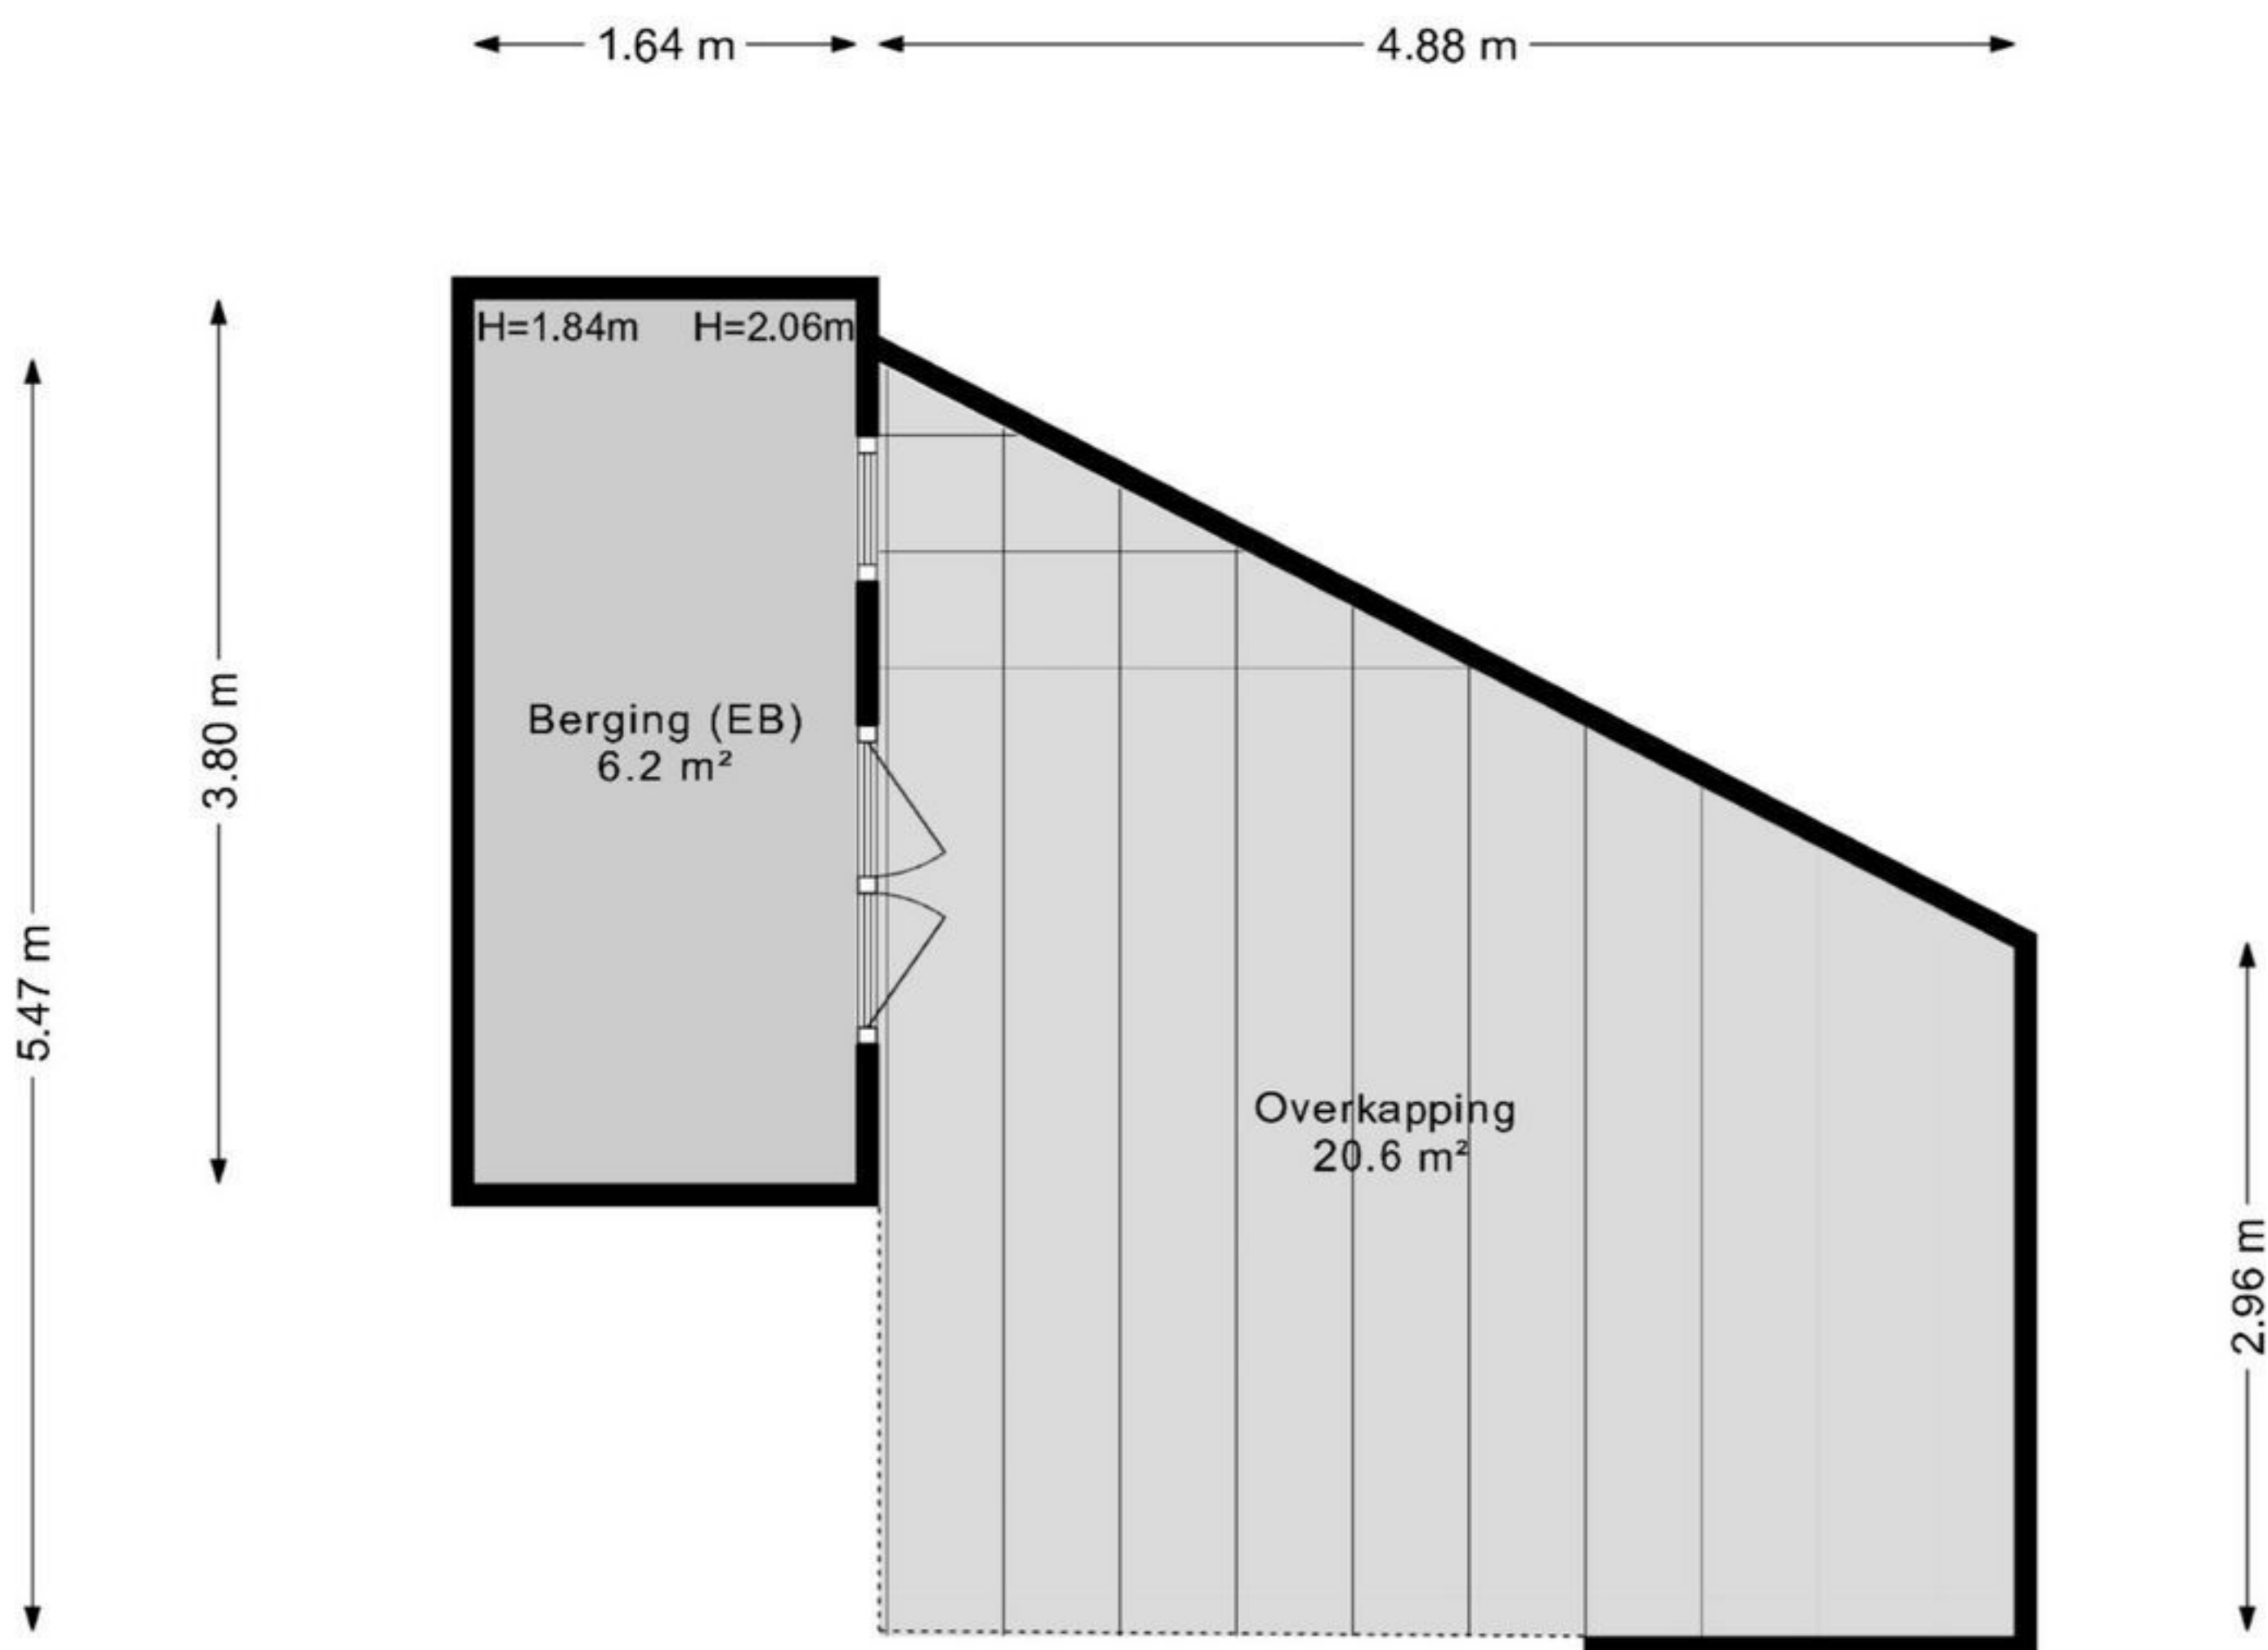 1.64 m
4.88 m
H=1.84m
H=2.06m
3.80 m
Berging (EB)
6.2 m²
5.47 m
Overkapping
20.6 m²
2.96 m